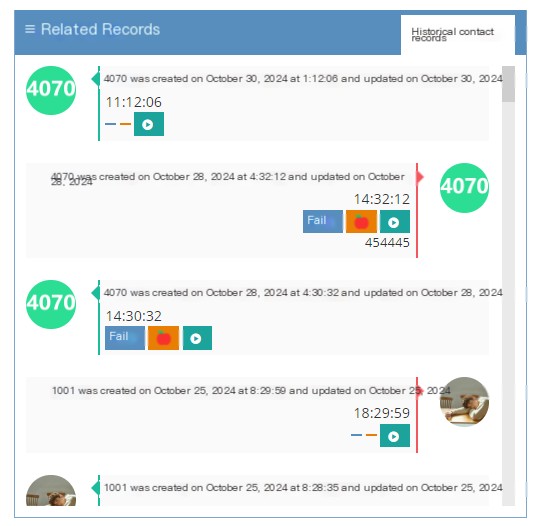 ≡ Related Records
Historical contact
records
4070
4070 was created on October 30, 2024 at 1:12:06 and updated on October 30, 2024
11:12:06
4070 was created on October 28, 2024 at 4:32:12 and updated on October
28, 2024
4070
14:32:12
Fail
454445
4070
4070 was created on October 28, 2024 at 4:30:32 and updated on October 28, 2024
14:30:32
Fail
1001 was created on October 25, 2024 at 8:29:59 and updated on October 25, 2024
18:29:59
1001 was created on October 25, 2024 at 8:28:35 and updated on October 25, 2024